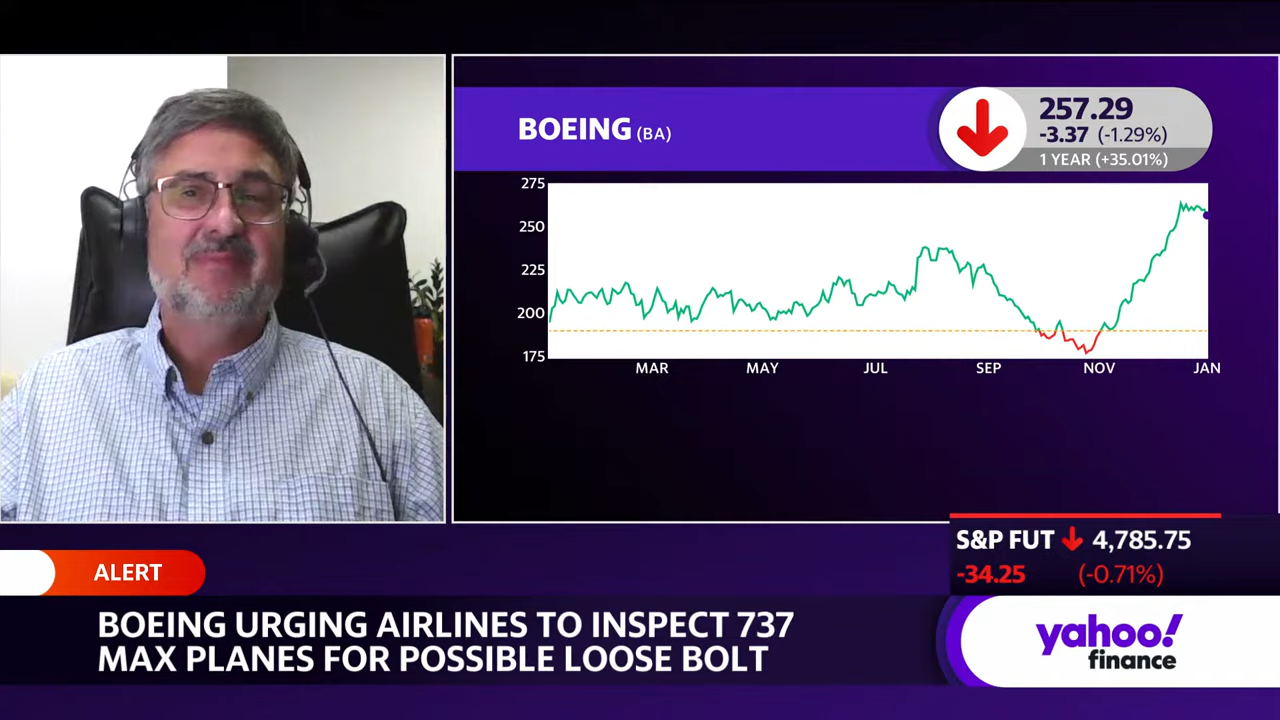 BOEING (BA)
257.29
-3.37 (-1.29%)
1 YEAR (+35.01%)
275
250
225
200
175
MAR MAY JUL SEP NOV JAN
S&P FUT 4,785.75
-34.25 (-0.71%)
ALERT
BOEING URGING AIRLINES TO INSPECT 737
MAX PLANES FOR POSSIBLE LOOSE BOLT
yahoo!
finance